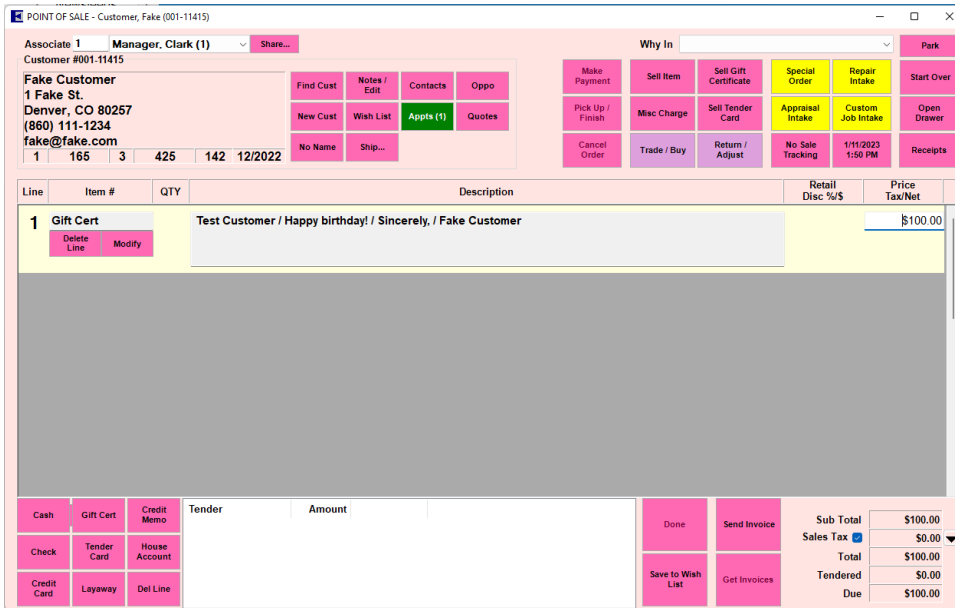 POINT OF SALE - Customer, Fake (001-11415)
Associate 1 Manager, Clark (1) Share... Why In Park
Customer #001-11415
Fake Customer
1 Fake St.
Denver, CO 80257
(860) 111-1234
fake@fake.com
1 165 3 425 142 12/2022
Find Cust Notes / Edit Contacts Oppo
New Cust Wish List Appts (1) Quotes
No Name Ship...
Make Payment Sell Item Sell Gift Certificate Special Order Repair Intake Start Over
Pick Up / Finish Misc Charge Sell Tender Card Appraisal Intake Custom Job Intake Open Drawer
Cancel Order Trade / Buy Return / Adjust No Sale Tracking 1/11/2023 1:50 PM Receipts
Line Item # QTY Description Retail Disc %/$ Price Tax/Net
1 Gift Cert Test Customer / Happy birthday! / Sincerely, / Fake Customer $100.00
Delete Line Modify
Cash Gift Cert Credit Memo
Check Tender Card House Account
Credit Card Layaway Del Line
Tender Amount
Done Send Invoice
Save to Wish List Get Invoices
Sub Total $100.00
Sales Tax $0.00
Total $100.00
Tendered $0.00
Due $100.00